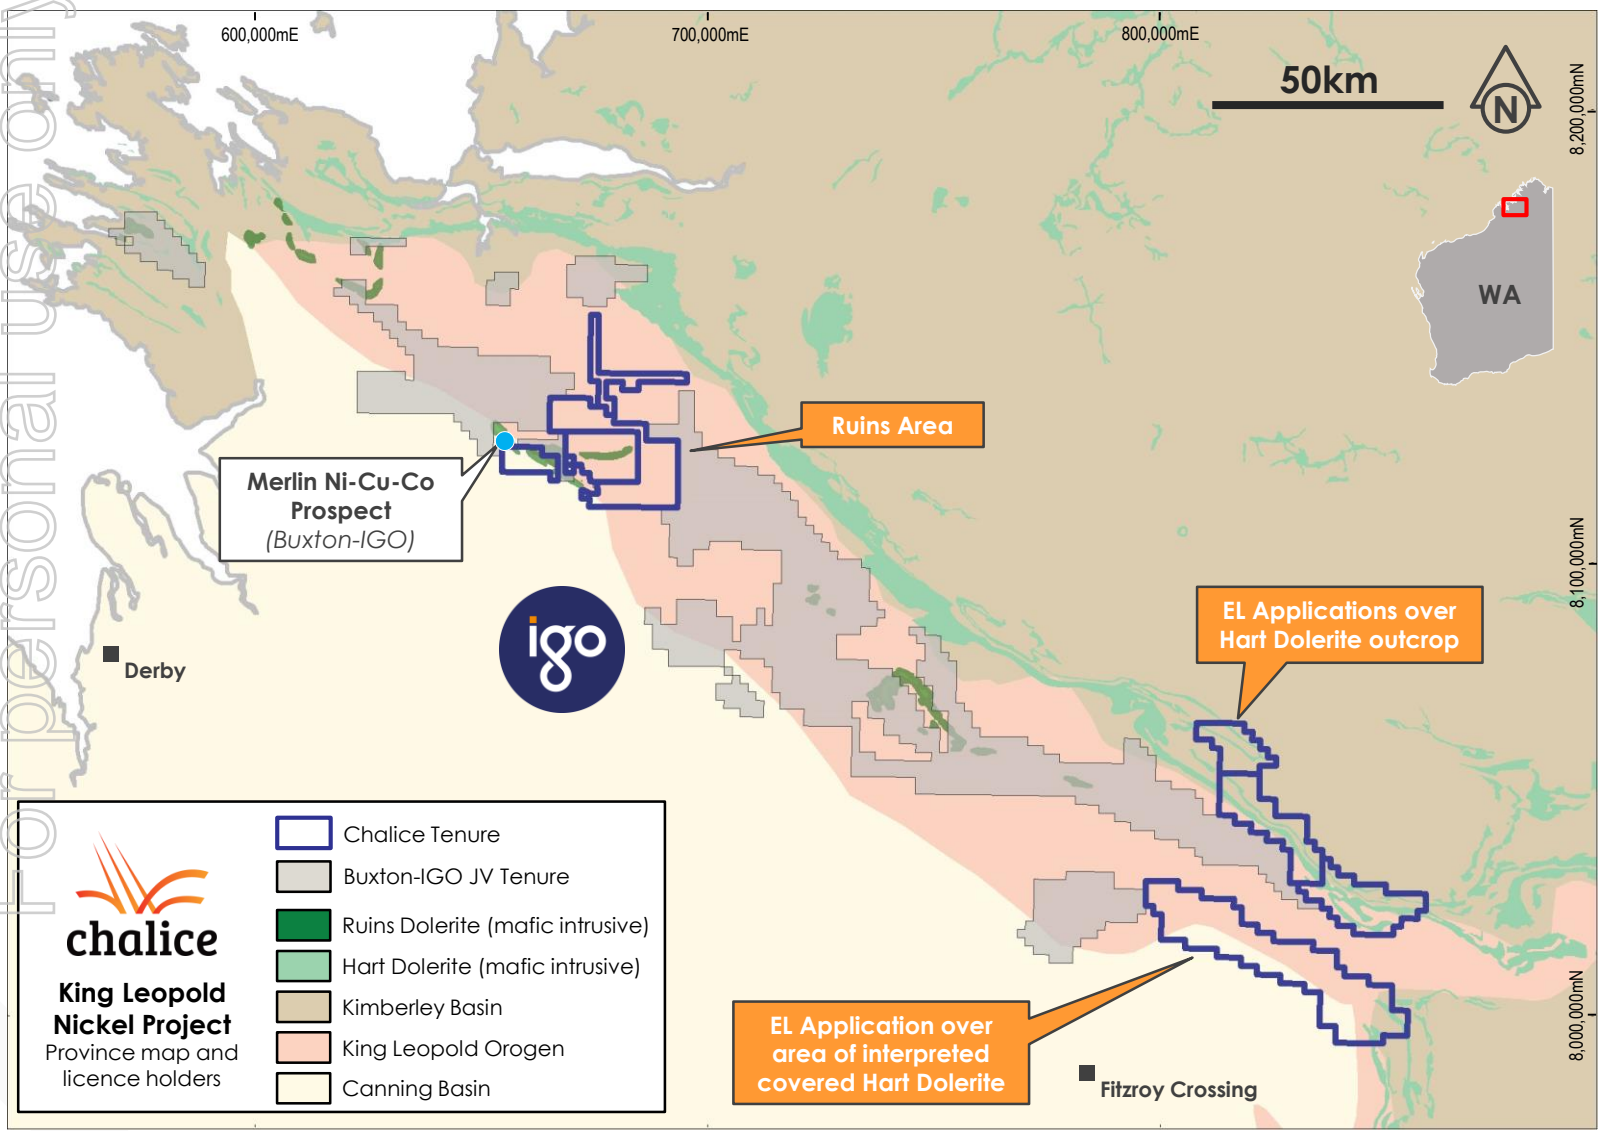 For personal use only
600,000mE
700,000mE
800,000mE
50km
N
8,200,000mN
8,100,000mN
8,000,000mN
WA
Ruins Area
Merlin Ni-Cu-Co
Prospect
(Buxton-IGO)
igo
Derby
EL Applications over
Hart Dolerite outcrop
EL Application over
area of interpreted
covered Hart Dolerite
Fitzroy Crossing
chalice
King Leopold
Nickel Project
Province map and
licence holders
Chalice Tenure
Buxton-IGO JV Tenure
Ruins Dolerite (mafic intrusive)
Hart Dolerite (mafic intrusive)
Kimberley Basin
King Leopold Orogen
Canning Basin